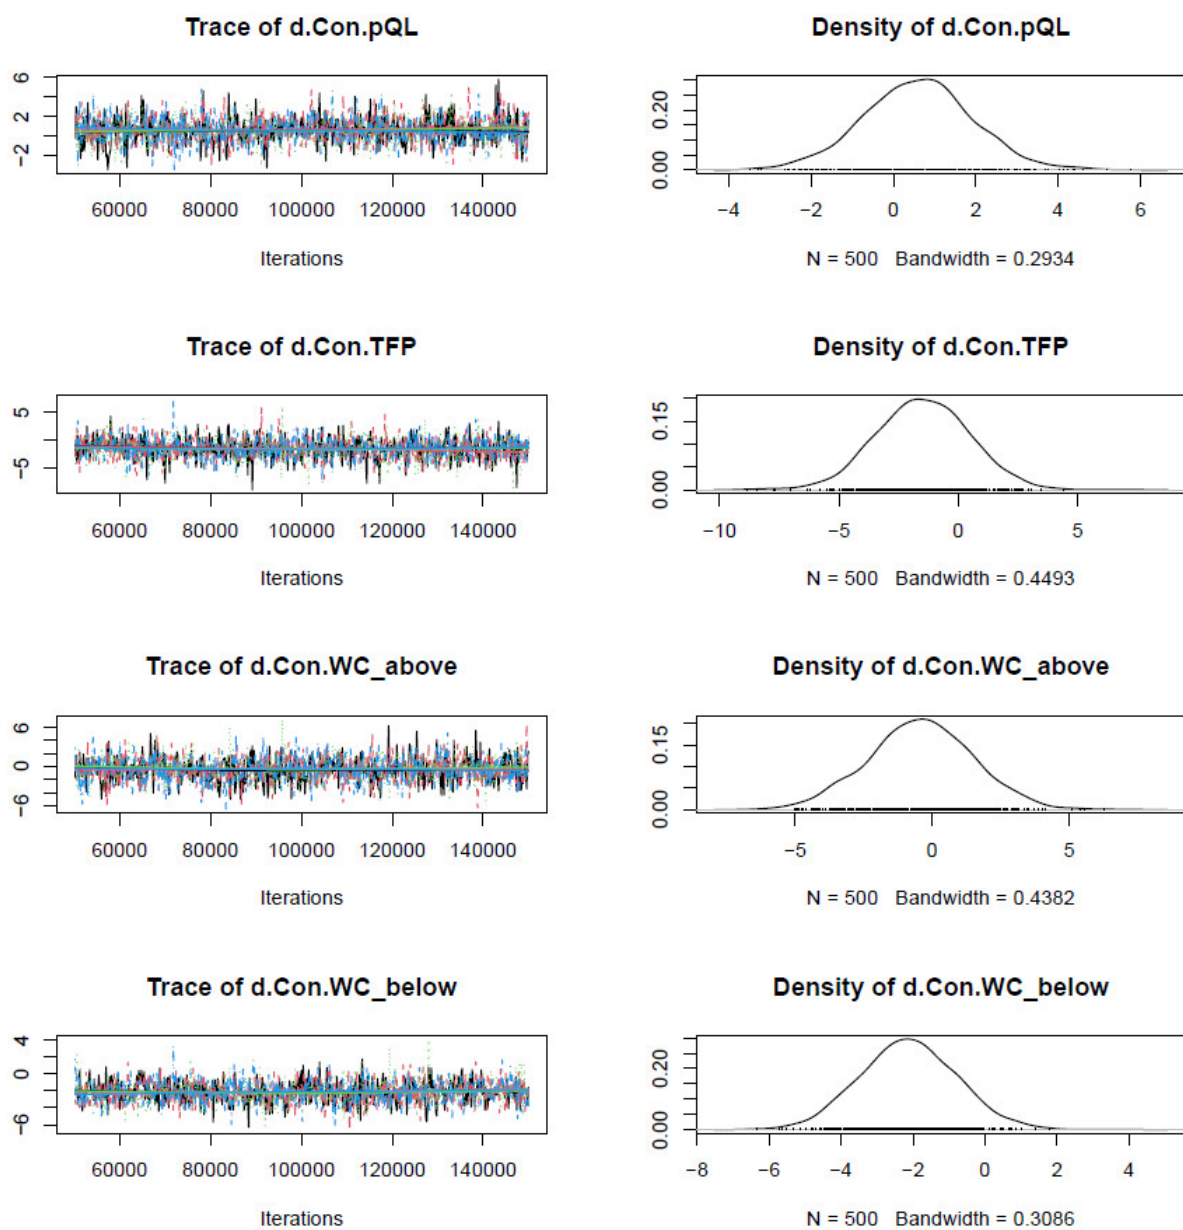 Trace of d.Con.pQL
Density of d.Con.pQL
6
2
−2
60000 80000 100000 120000 140000
Iterations
0.20
0.00
−4 −2 0 2 4 6
N = 500 Bandwidth = 0.2934
Trace of d.Con.TFP
Density of d.Con.TFP
5
−5
60000 80000 100000 120000 140000
Iterations
0.15
0.00
−10 −5 0 5
N = 500 Bandwidth = 0.4493
Trace of d.Con.WC_above
Density of d.Con.WC_above
6
0
−6
60000 80000 100000 120000 140000
Iterations
0.15
0.00
−5 0 5
N = 500 Bandwidth = 0.4382
Trace of d.Con.WC_below
Density of d.Con.WC_below
4
0
−6
60000 80000 100000 120000 140000
Iterations
0.20
0.00
−8 −6 −4 −2 0 2 4
N = 500 Bandwidth = 0.3086